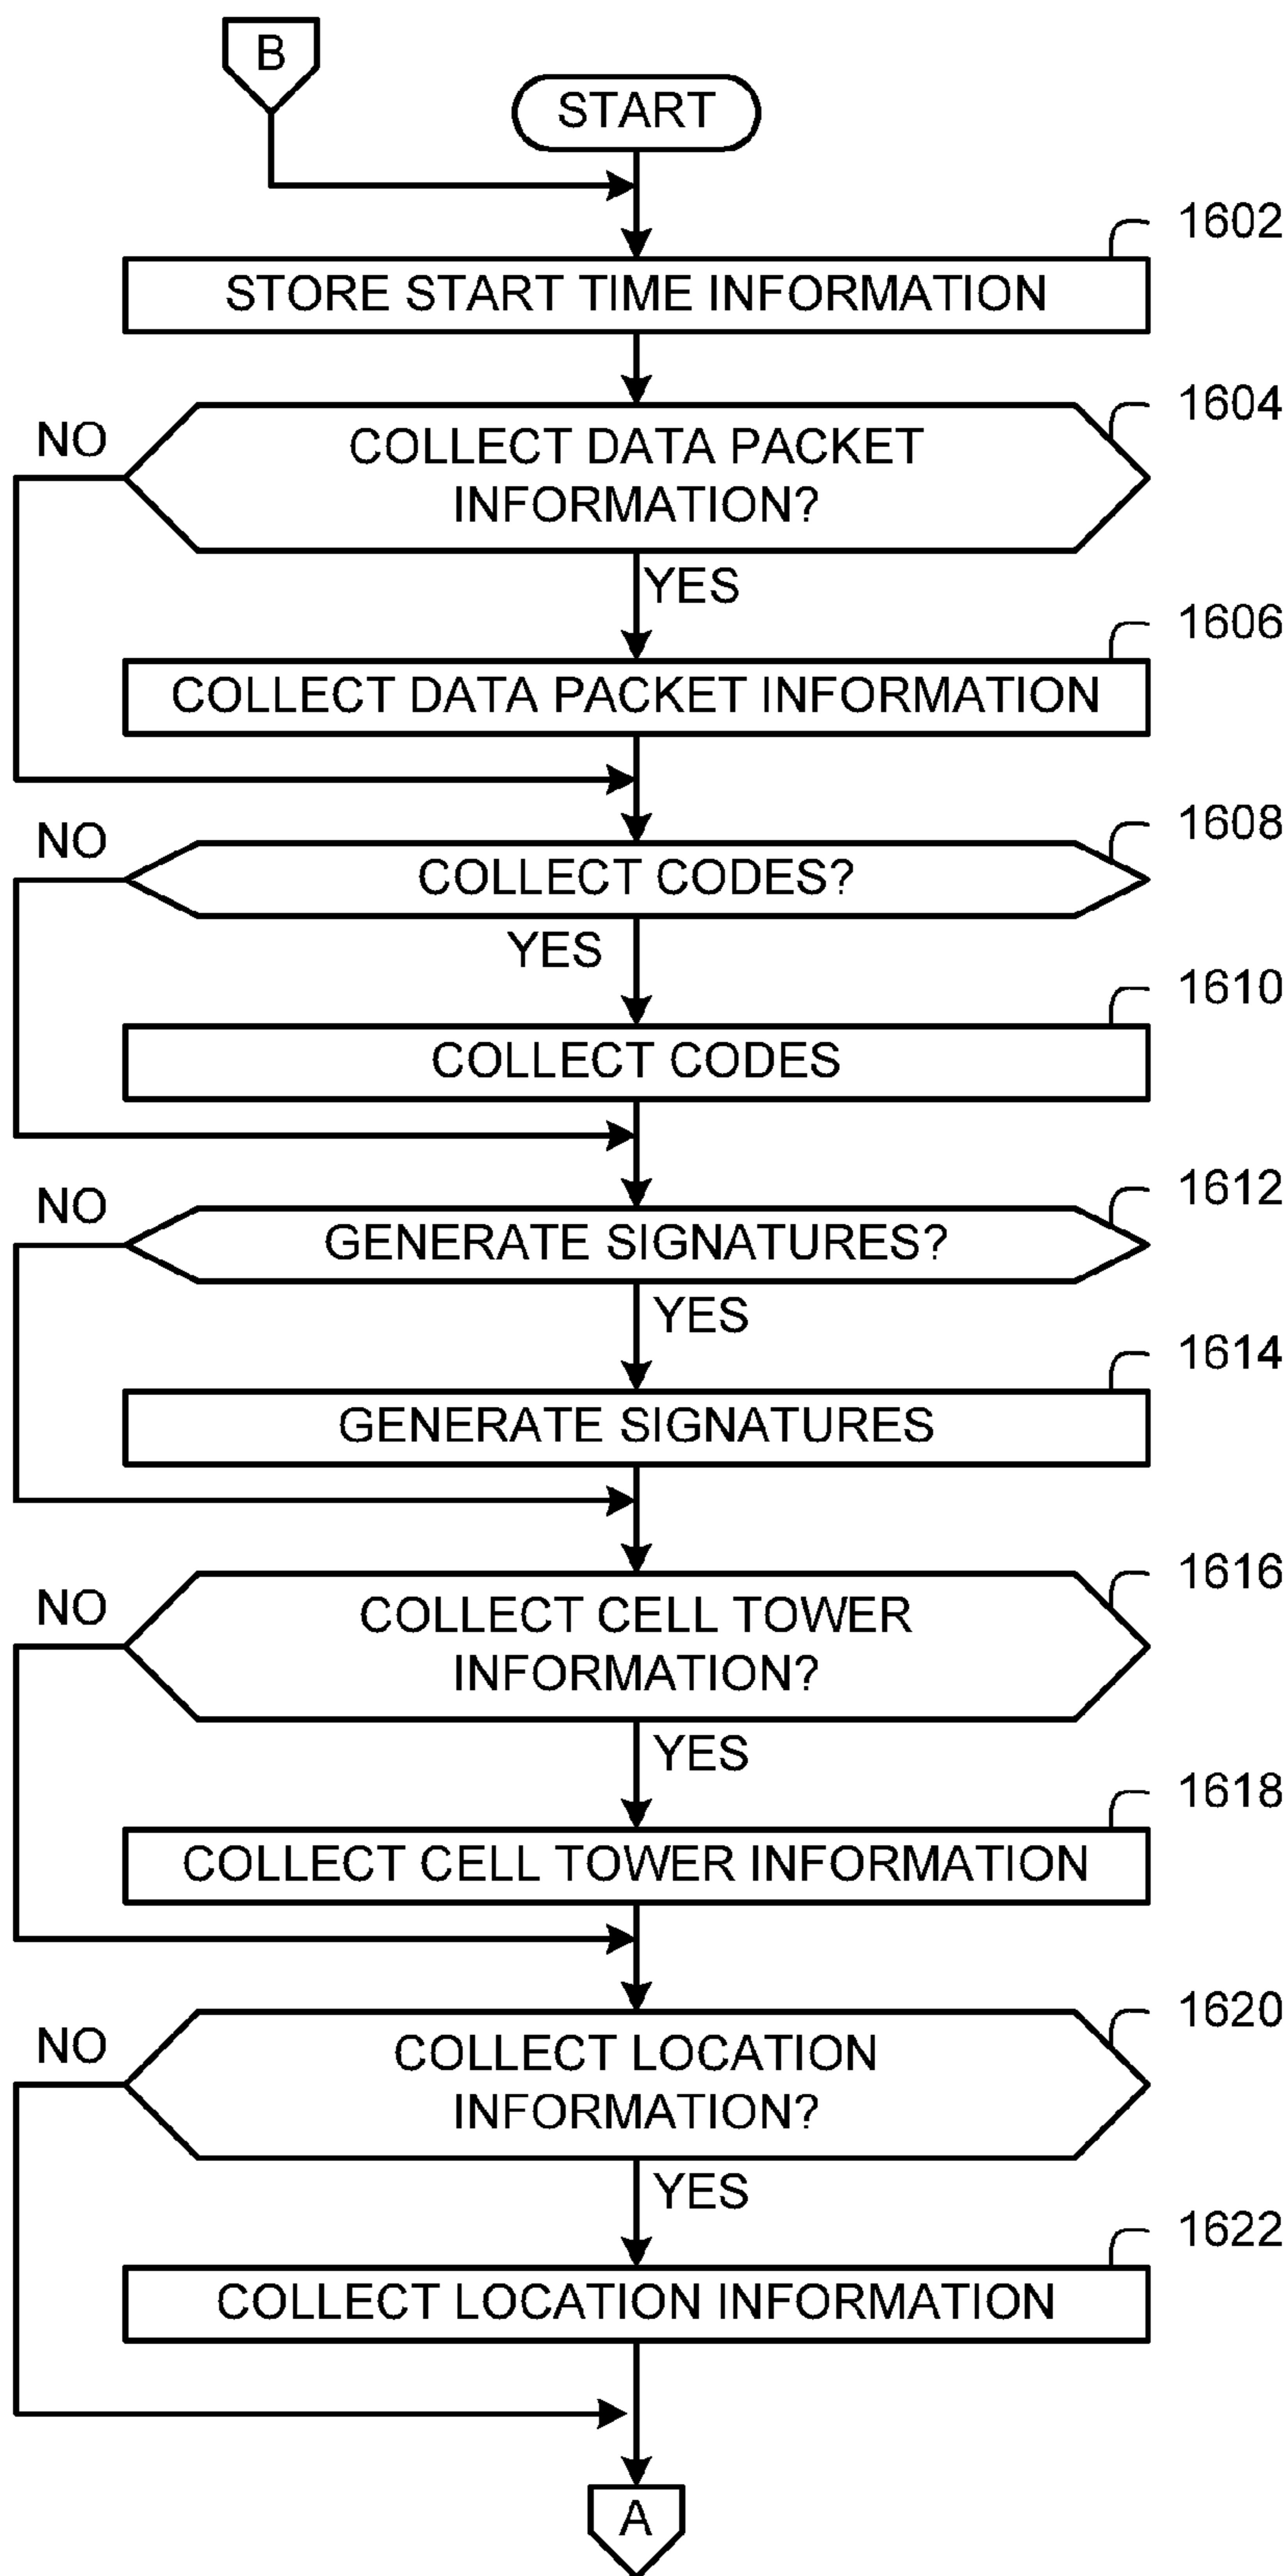 B
START
1602
STORE START TIME INFORMATION
1604
NO
COLLECT DATA PACKET
INFORMATION?
YES
1606
COLLECT DATA PACKET INFORMATION
1608
NO
COLLECT CODES?
YES
1610
COLLECT CODES
1612
NO
GENERATE SIGNATURES?
YES
1614
GENERATE SIGNATURES
1616
NO
COLLECT CELL TOWER
INFORMATION?
YES
1618
COLLECT CELL TOWER INFORMATION
1620
NO
COLLECT LOCATION
INFORMATION?
YES
1622
COLLECT LOCATION INFORMATION
A